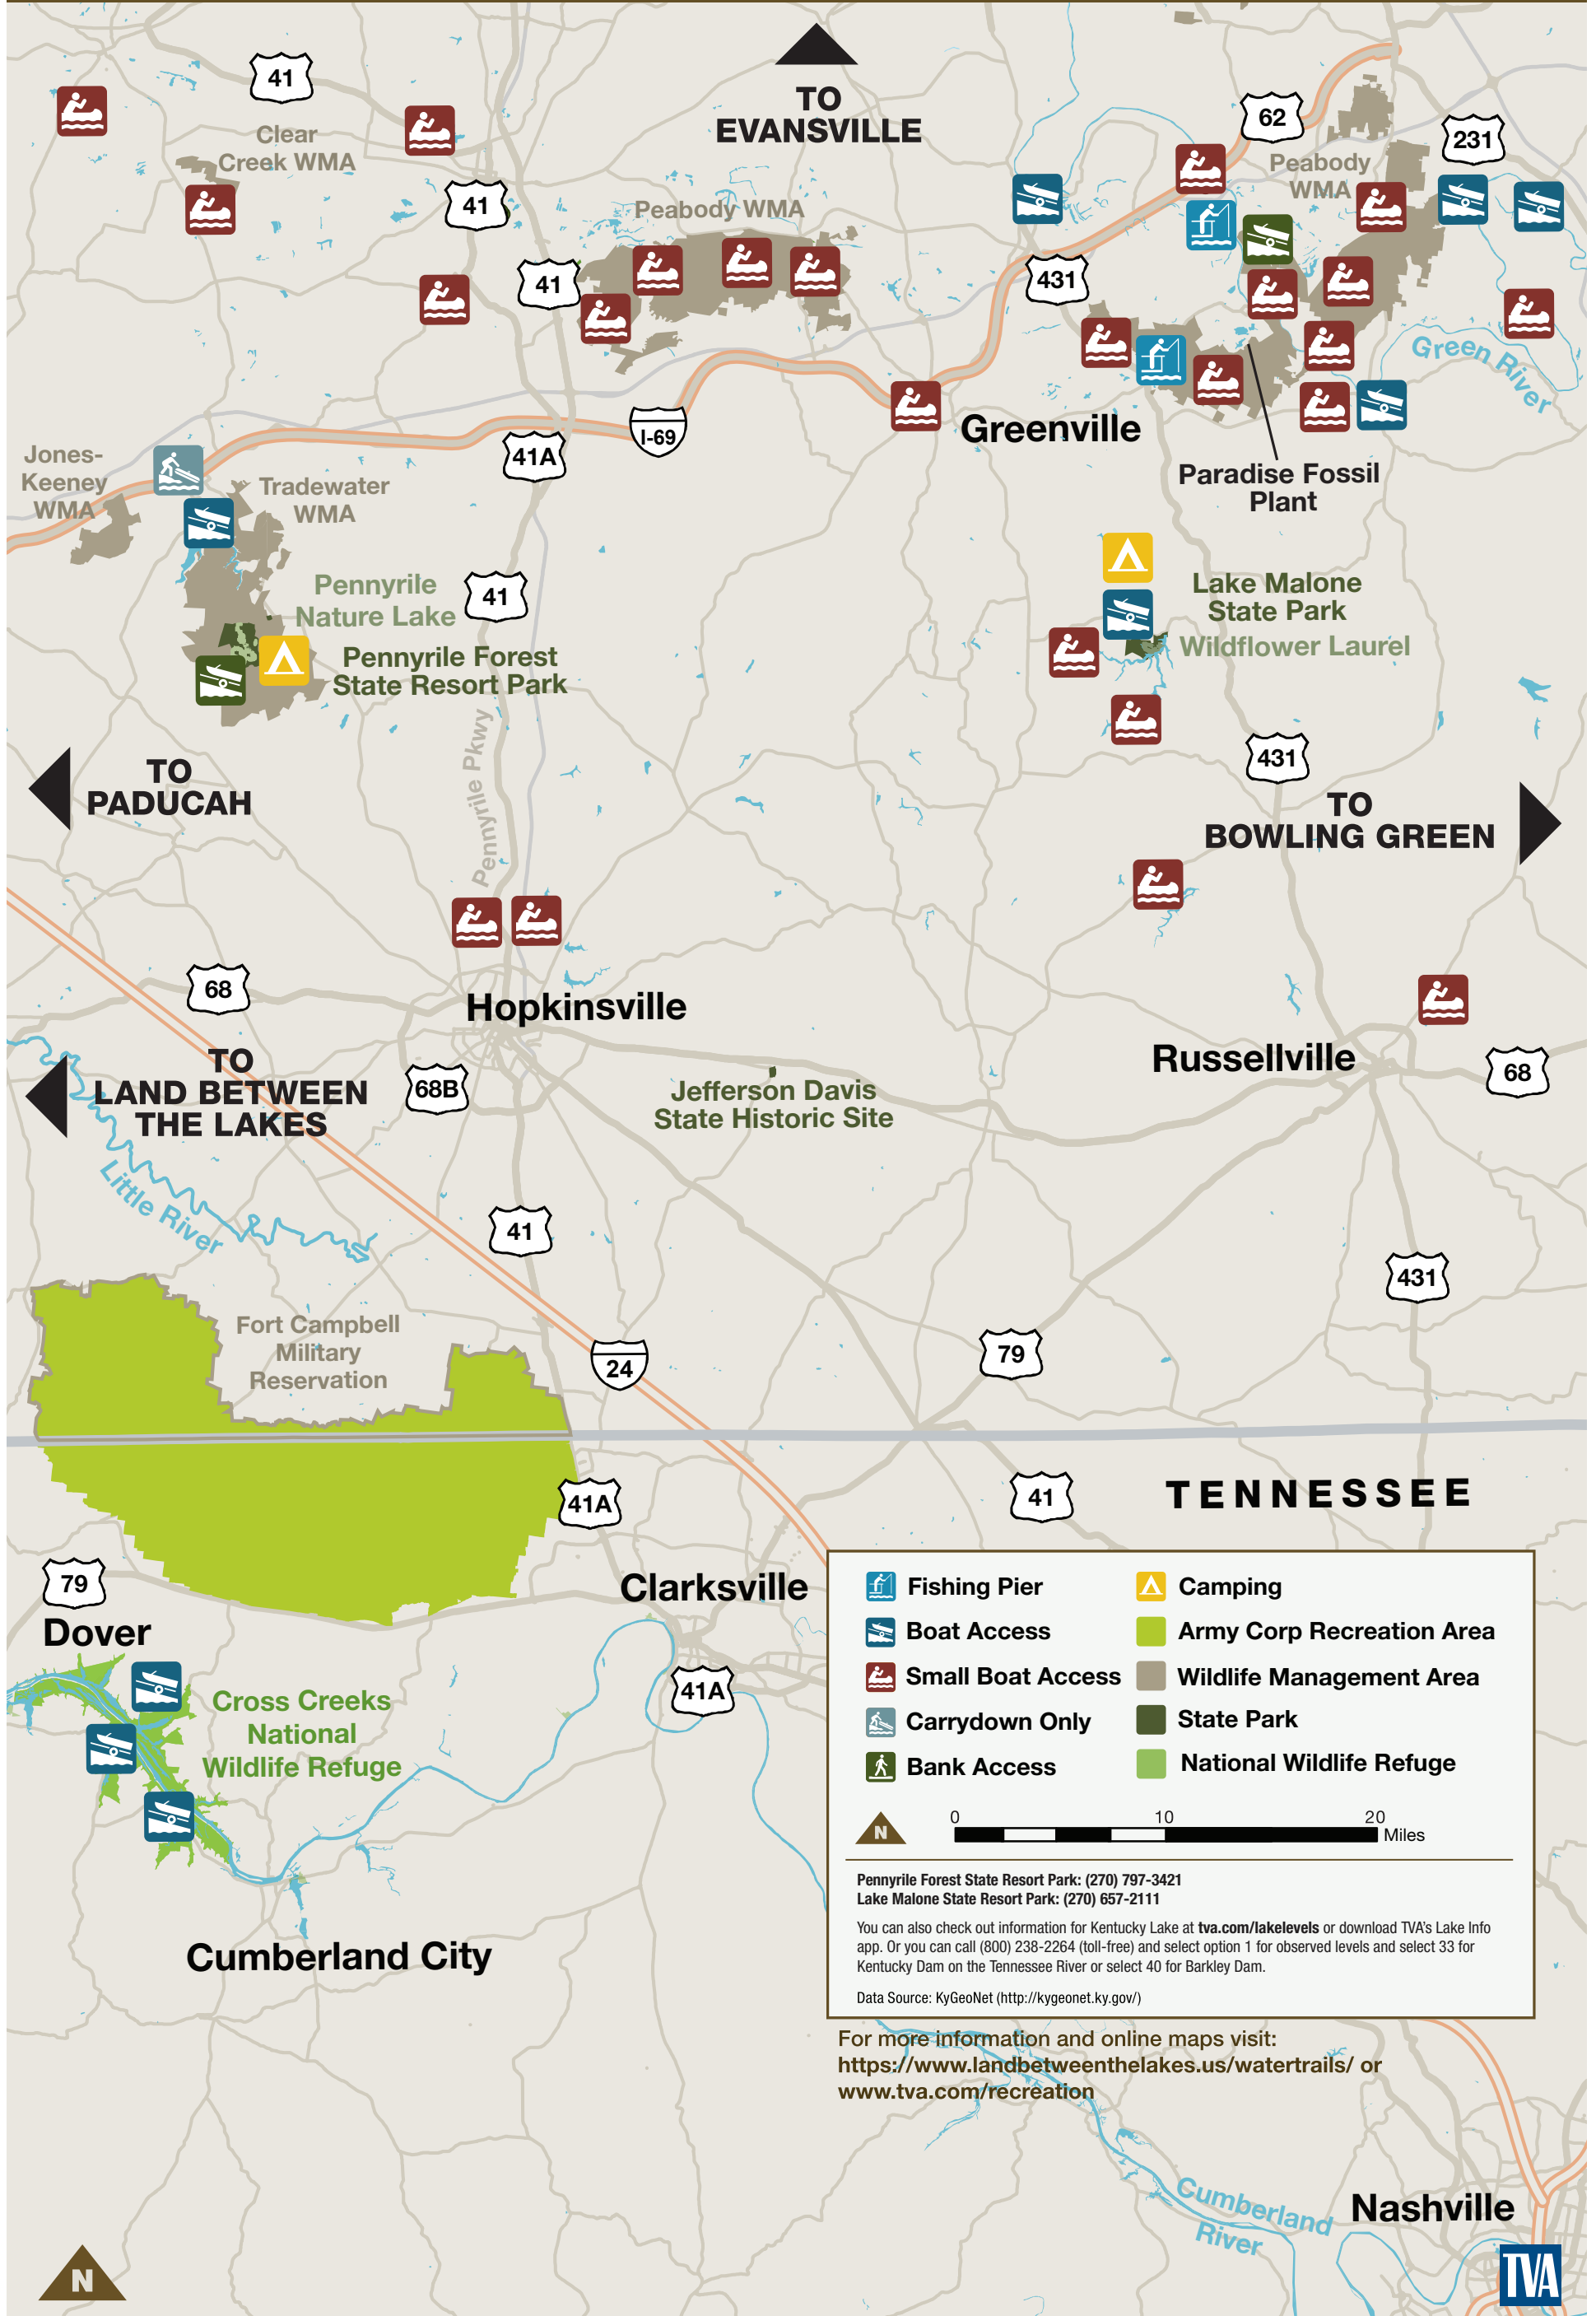 41
Clear
Creek WMA
TO
EVANSVILLE
62
231
Peabody
WMA
41
Peabody WMA
41
431
Green River
Greenville
I-69
41A
Jones-
Keeney
WMA
Tradewater
WMA
Paradise Fossil
Plant
Pennyrile
Nature Lake
41
Lake Malone
State Park
Wildflower Laurel
Pennyrile Forest
State Resort Park
Pennyrile Pkwy
431
TO
PADUCAH
TO
BOWLING GREEN
68
Hopkinsville
Russellville
68
TO
LAND BETWEEN
THE LAKES
68B
Jefferson Davis
State Historic Site
Little River
41
431
Fort Campbell
Military
Reservation
24
79
41A
41
TENNESSEE
79
Dover
Clarksville
41A
Cross Creeks
National
Wildlife Refuge
Cumberland City
Fishing Pier
Boat Access
Small Boat Access
Carrydown Only
Bank Access
Camping
Army Corp Recreation Area
Wildlife Management Area
State Park
National Wildlife Refuge
N
0 10 20
Miles
Pennyrile Forest State Resort Park: (270) 797-3421
Lake Malone State Resort Park: (270) 657-2111
You can also check out information for Kentucky Lake at tva.com/lakelevels or download TVA's Lake Info
app. Or you can call (800) 238-2264 (toll-free) and select option 1 for observed levels and select 33 for
Kentucky Dam on the Tennessee River or select 40 for Barkley Dam.
Data Source: KyGeoNet (http://kygeonet.ky.gov/)
For more information and online maps visit:
https://www.landbetweenthelakes.us/watertrails/ or
www.tva.com/recreation
Cumberland
River
Nashville
N
TVA